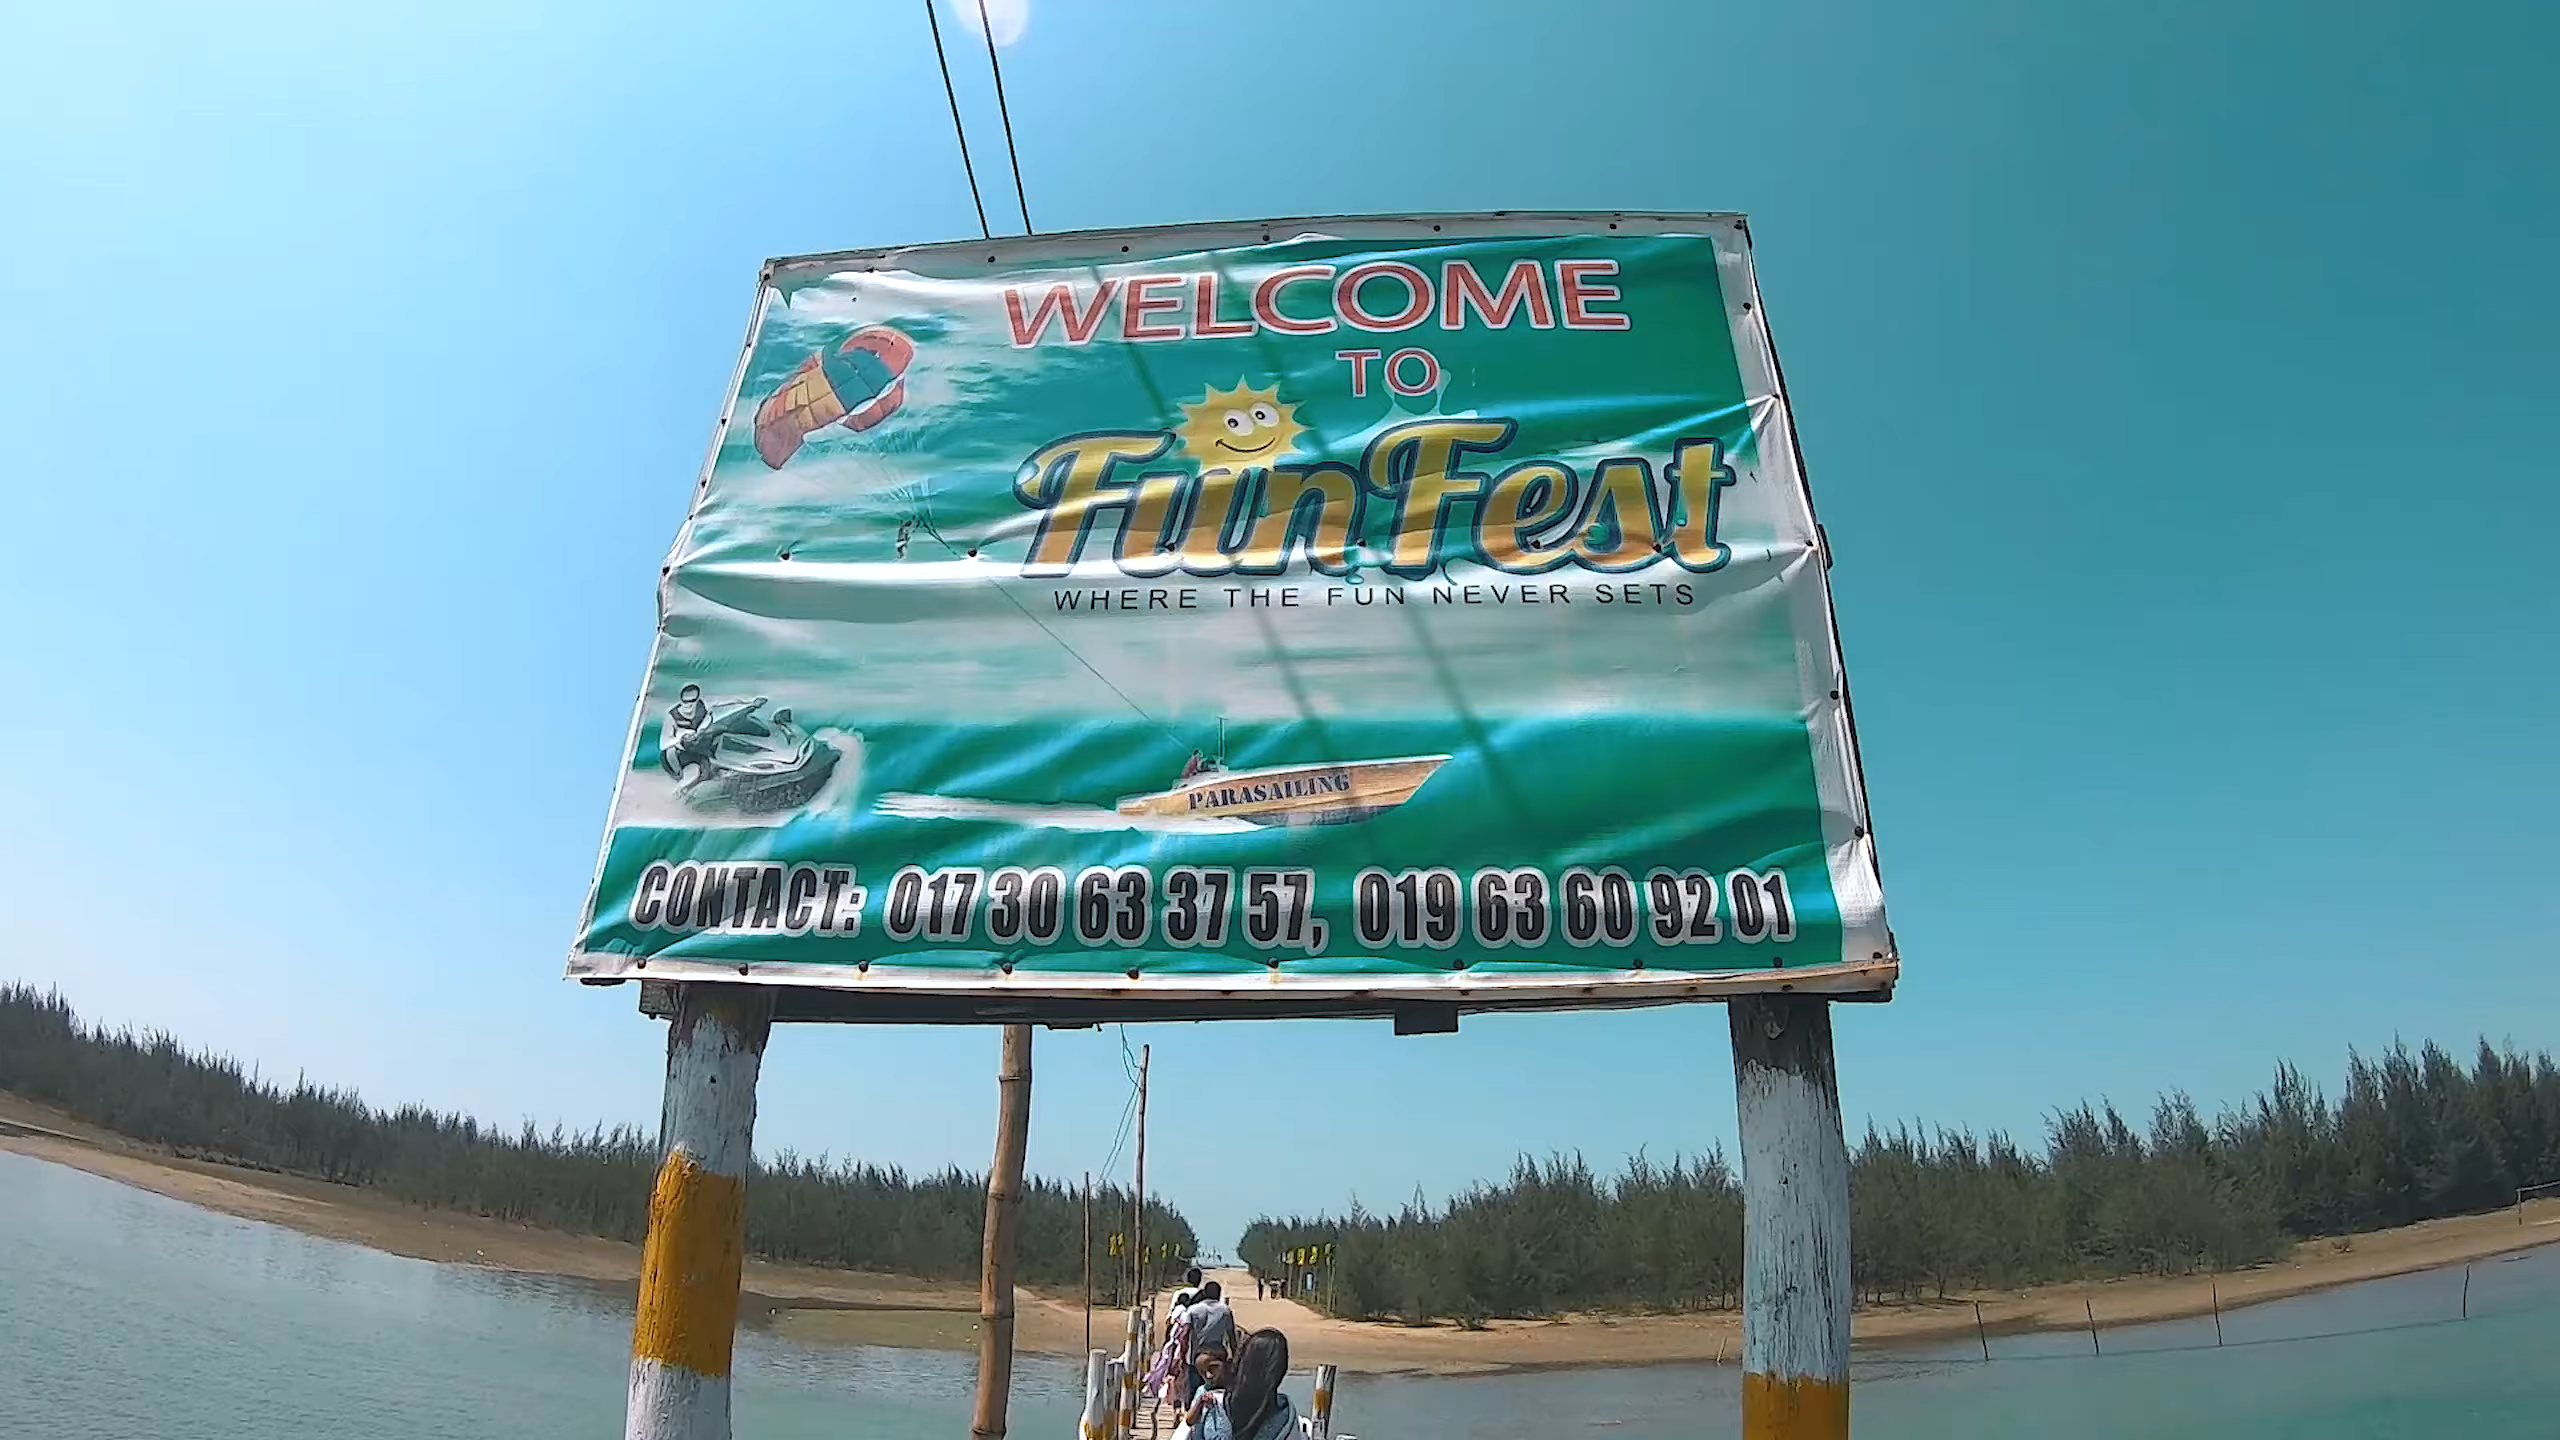 WELCOME
TO
FunFest
WHERE THE FUN NEVER SETS
PARASAILING
CONTACT: 017 30 63 37 57, 019 63 60 92 01